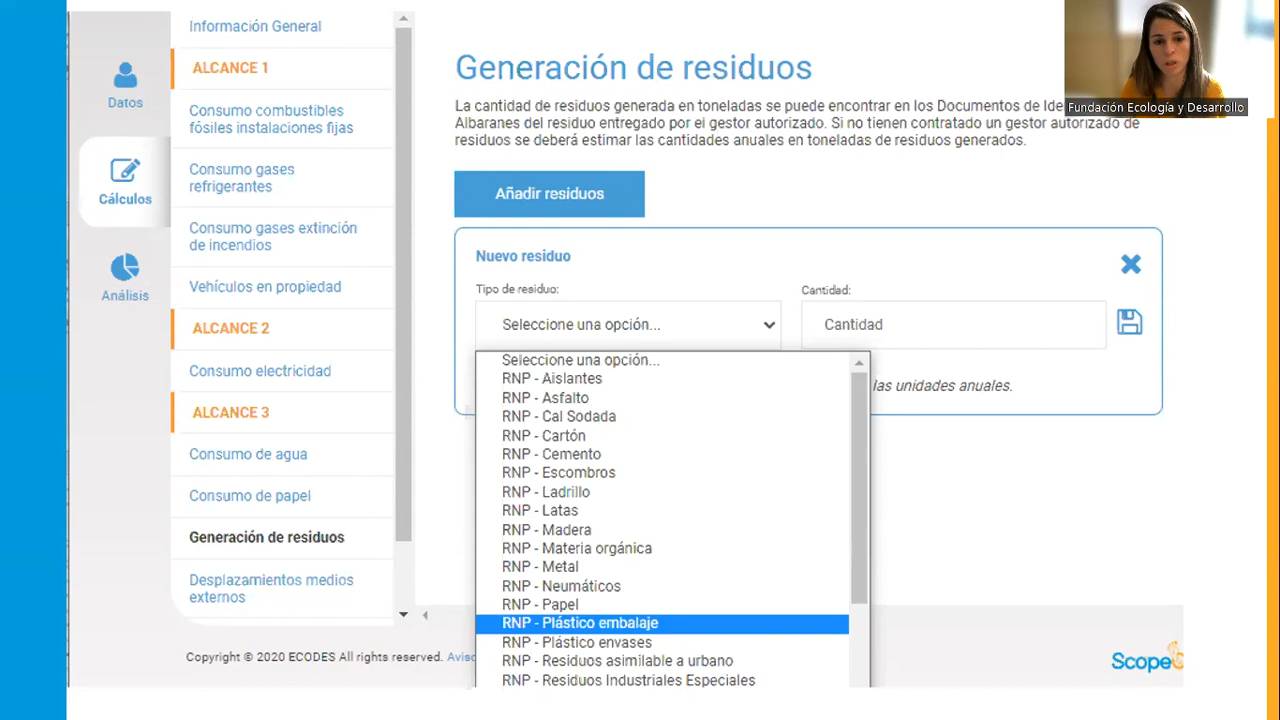 Datos
Cálculos
Análisis
Información General
ALCANCE 1
Consumo combustibles
fósiles instalaciones fijas
Consumo gases
refrigerantes
Consumo gases extinción
de incendios
Vehículos en propiedad
ALCANCE 2
Consumo electricidad
ALCANCE 3
Consumo de agua
Consumo de papel
Generación de residuos
Desplazamientos medios
externos
Generación de residuos
La cantidad de residuos generada en toneladas se puede encontrar en los Documentos de
Albaranes del residuo entregado por el gestor autorizado. Si no tienen contratado un gestor autorizado de
residuos se deberá estimar las cantidades anuales en toneladas de residuos generados.
Fundación Ecología y Desarrollo
Añadir residuos
Nuevo residuo
Tipo de residuo:
Cantidad:
Seleccione una opción...
Cantidad
Seleccione una opción...
RNP - Aislantes
RNP - Asfalto
RNP - Cal Sodada
RNP - Cartón
RNP - Cemento
RNP - Escombros
RNP - Ladrillo
RNP - Latas
RNP - Madera
RNP - Materia orgánica
RNP - Metal
RNP - Neumáticos
RNP - Papel
RNP - Plástico embalaje
RNP - Plástico envases
RNP - Residuos asimilable a urbano
RNP - Residuos Industriales Especiales
las unidades anuales.
Copyright © 2020 ECODES All rights reserved. Aviso
Scope